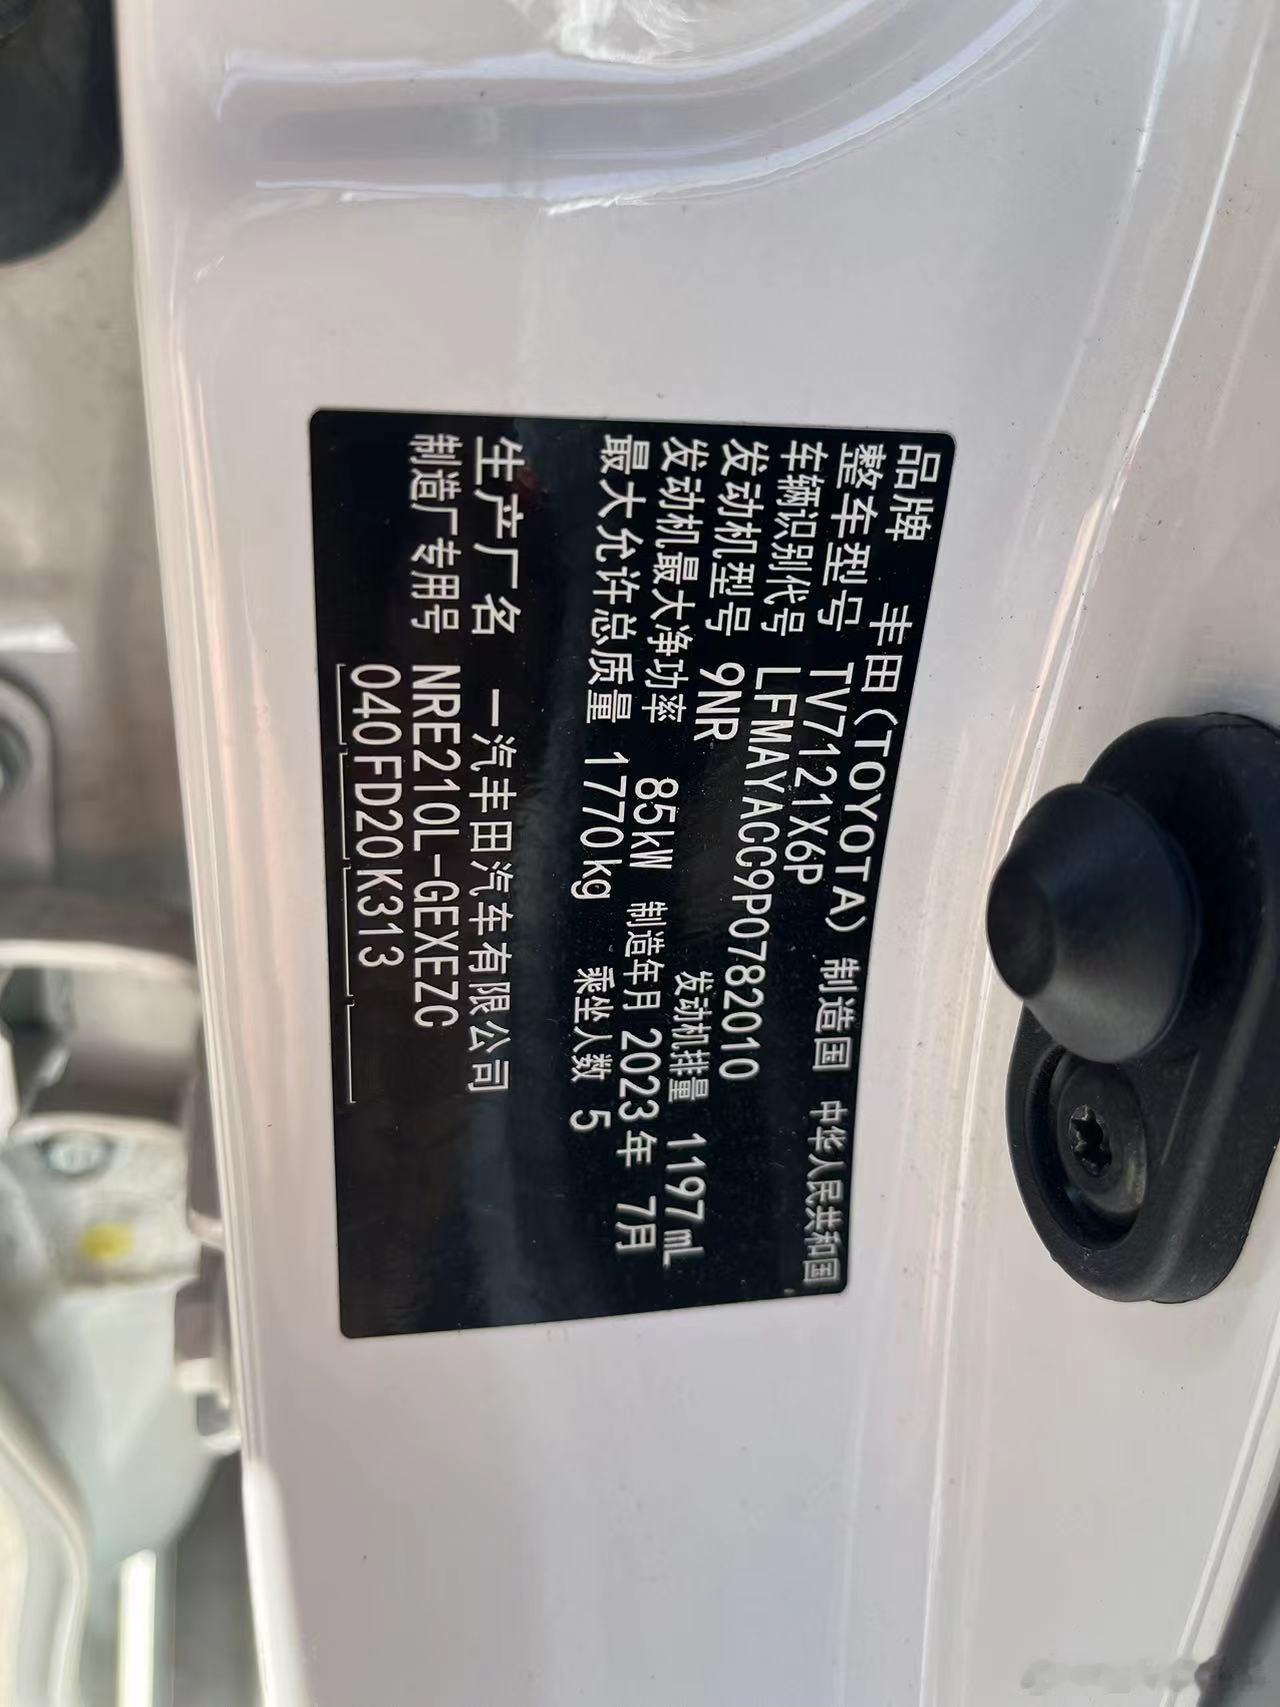 品牌 丰田(TOYOTA) 制造国 中华人民共和国
整车型号 TV7121X6P
车辆识别代号 LFMAYACC9P0782010
发动机型号 9NR 发动机排量 1197mL
发动机最大净功率 85kW 制造年月 2023年 7月
最大允许总质量 1770kg 乘坐人数 5
生产厂名 一汽丰田汽车有限公司
制造厂专用号 NRE210L-GEXEZC
040FD20K313